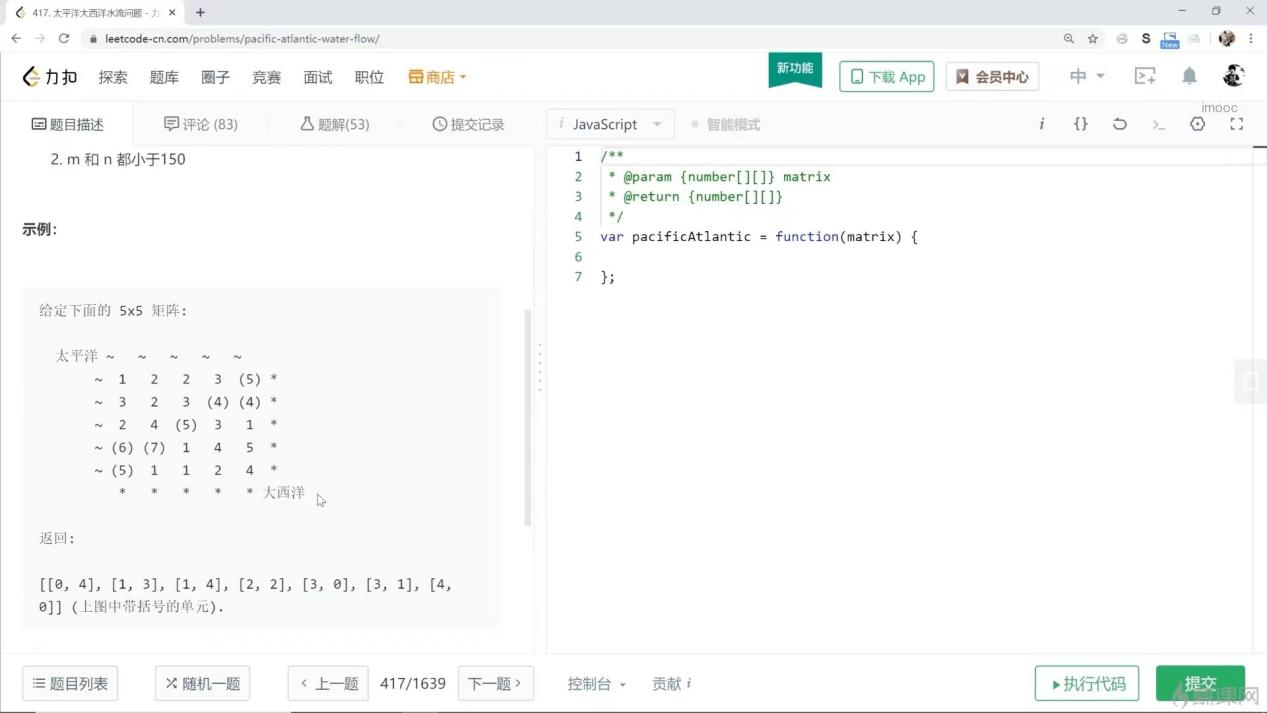 417. 太平洋大西洋水流问题 - 力
leetcode-cn.com/problems/pacific-atlantic-water-flow/
S
New
力扣 探索 题库 圈子 竞赛 面试 职位 商店 新功能 下载 App 会员中心 中
imooc
题目描述 评论 (83) 题解(53) 提交记录 i JavaScript 智能模式 i {} >_
2. m 和 n 都小于150
示例：
给定下面的 5x5 矩阵:
太平洋 ~ ~ ~ ~ ~
~ 1 2 2 3 (5) *
~ 3 2 3 (4) (4) *
~ 2 4 (5) 3 1 *
~ (6) (7) 1 4 5 *
~ (5) 1 1 2 4 *
* * * * * 大西洋
返回:
[[0, 4], [1, 3], [1, 4], [2, 2], [3, 0], [3, 1], [4,
0]] (上图中带括号的单元).
1 /**
2 * @param {number[][]} matrix
3 * @return {number[][]}
4 */
5 var pacificAtlantic = function(matrix) {
6
7 };
题目列表 随机一题 上一题 417/1639 下一题 控制台 贡献 i 执行代码 提交
慕课网